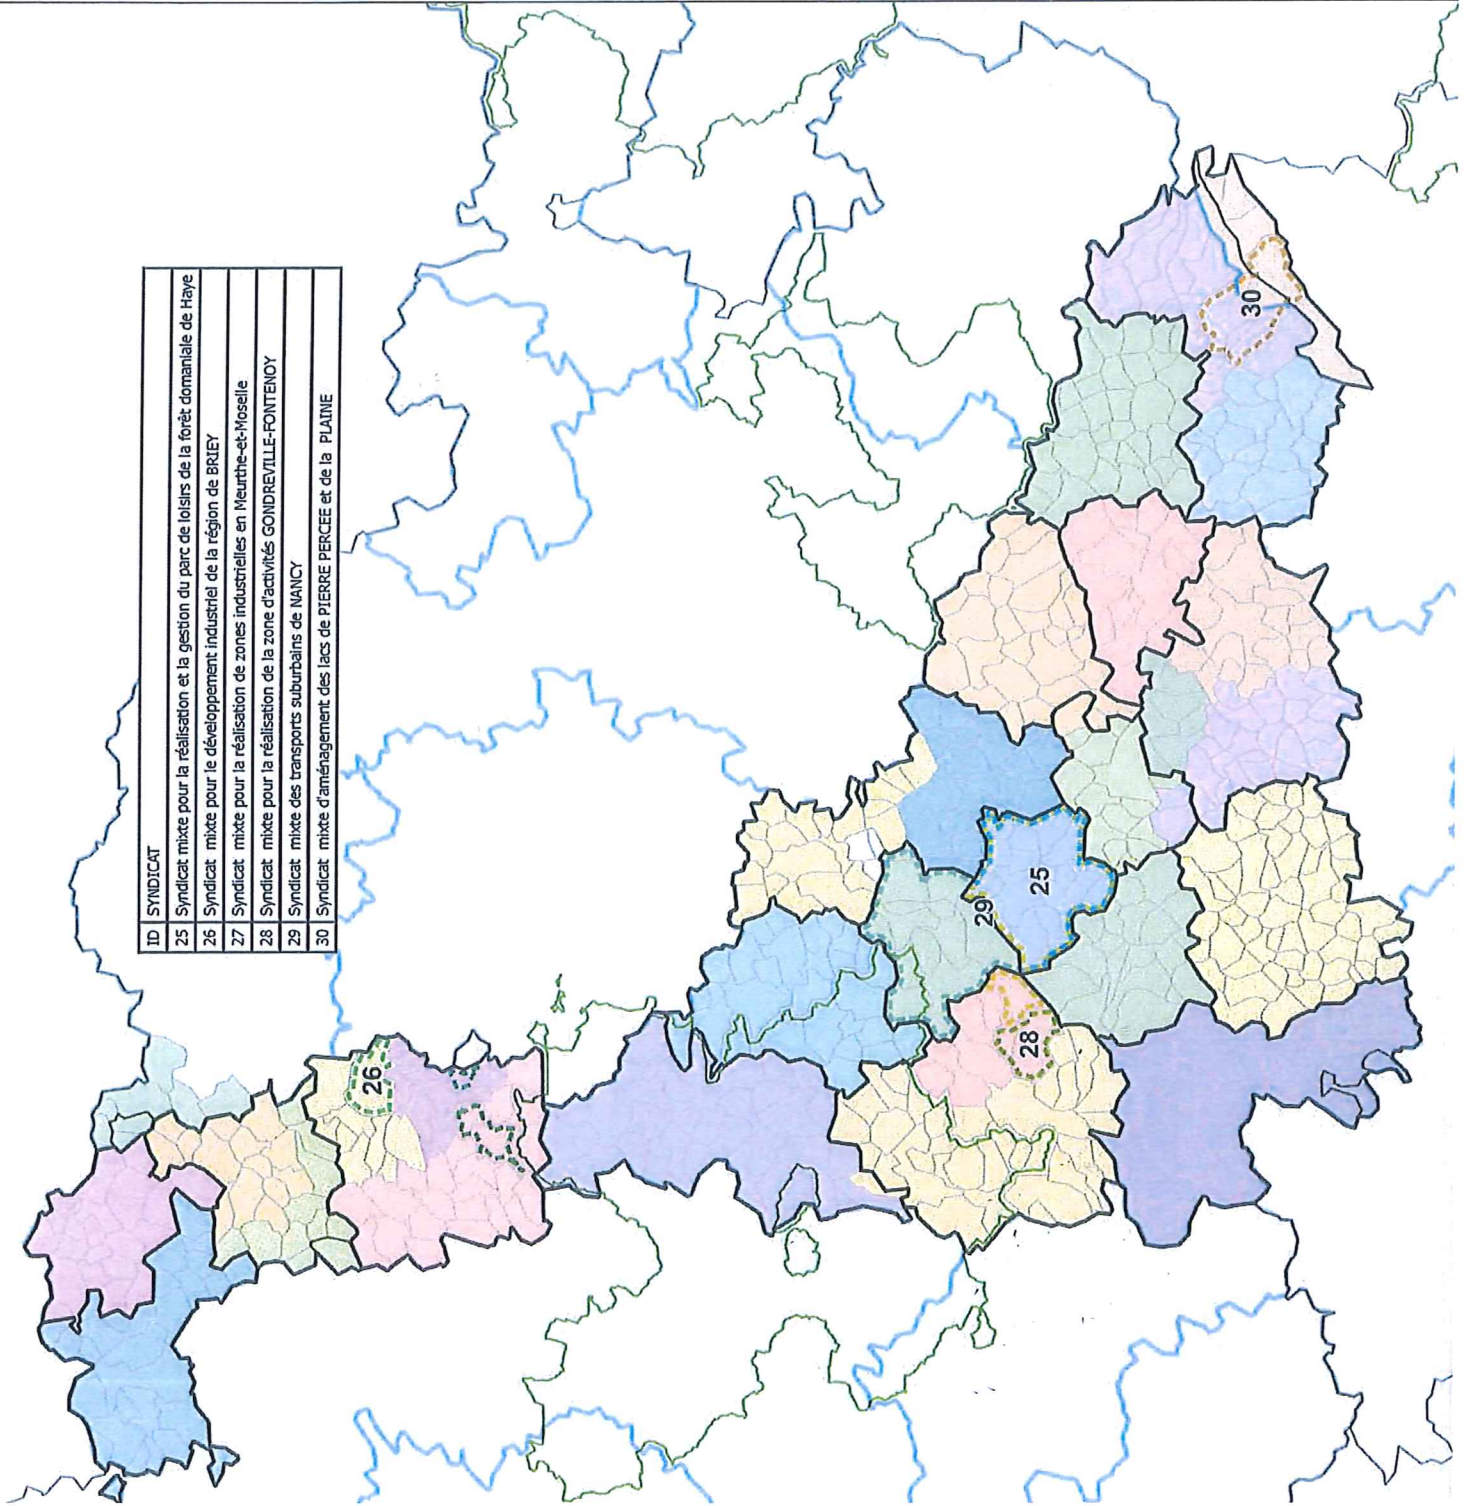 ID SYNDICAT
25 Syndicat mixte pour la réalisation et la gestion du parc de loisirs de la forêt domaniale de Haye
26 Syndicat mixte pour le développement industriel de la région de BRIEY
27 Syndicat mixte pour la réalisation de zones industrielles en Meurthe-et-Moselle
28 Syndicat mixte pour la réalisation de la zone d'activités GONDREVILLE-FONTENOY
29 Syndicat mixte des transports suburbains de NANCY
30 Syndicat mixte d'aménagement des lacs de PIERRE PERCEE et de la PLAINE
26
28
29
25
30